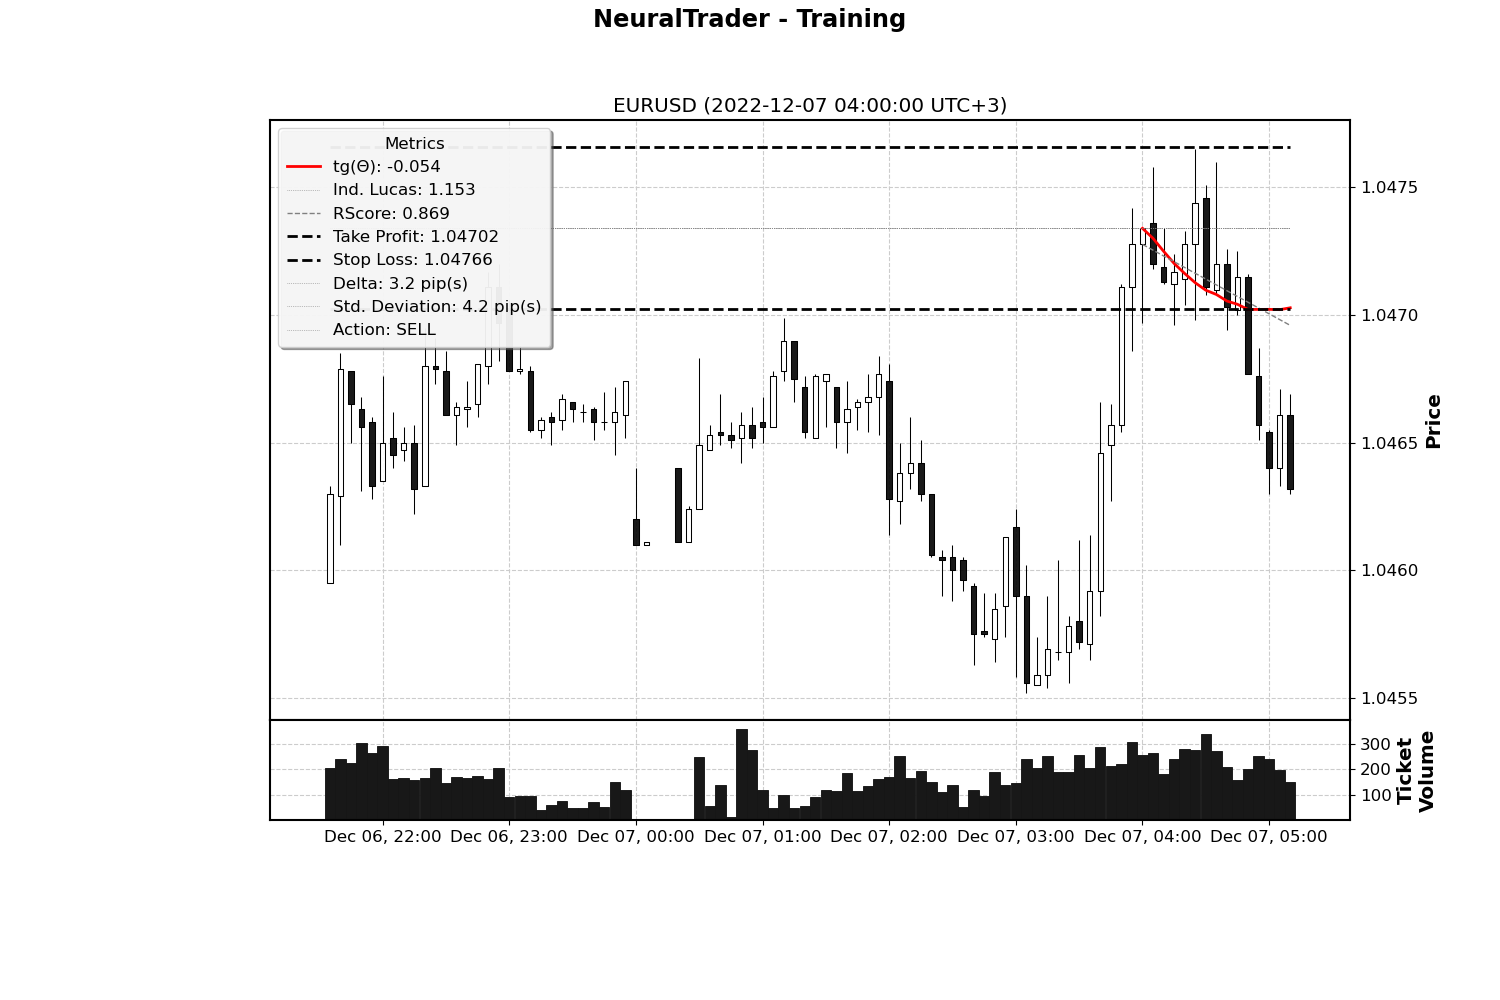 NeuralTrader - Training
EURUSD (2022-12-07 04:00:00 UTC+3)
Metrics
tg(Θ): -0.054
Ind. Lucas: 1.153
RScore: 0.869
Take Profit: 1.04702
Stop Loss: 1.04766
Delta: 3.2 pip(s)
Std. Deviation: 4.2 pip(s)
Action: SELL
1.0475
1.0470
1.0465
1.0460
1.0455
Price
300
200
100
Ticket
Volume
Dec 06, 22:00 Dec 06, 23:00 Dec 07, 00:00 Dec 07, 01:00 Dec 07, 02:00 Dec 07, 03:00 Dec 07, 04:00 Dec 07, 05:00